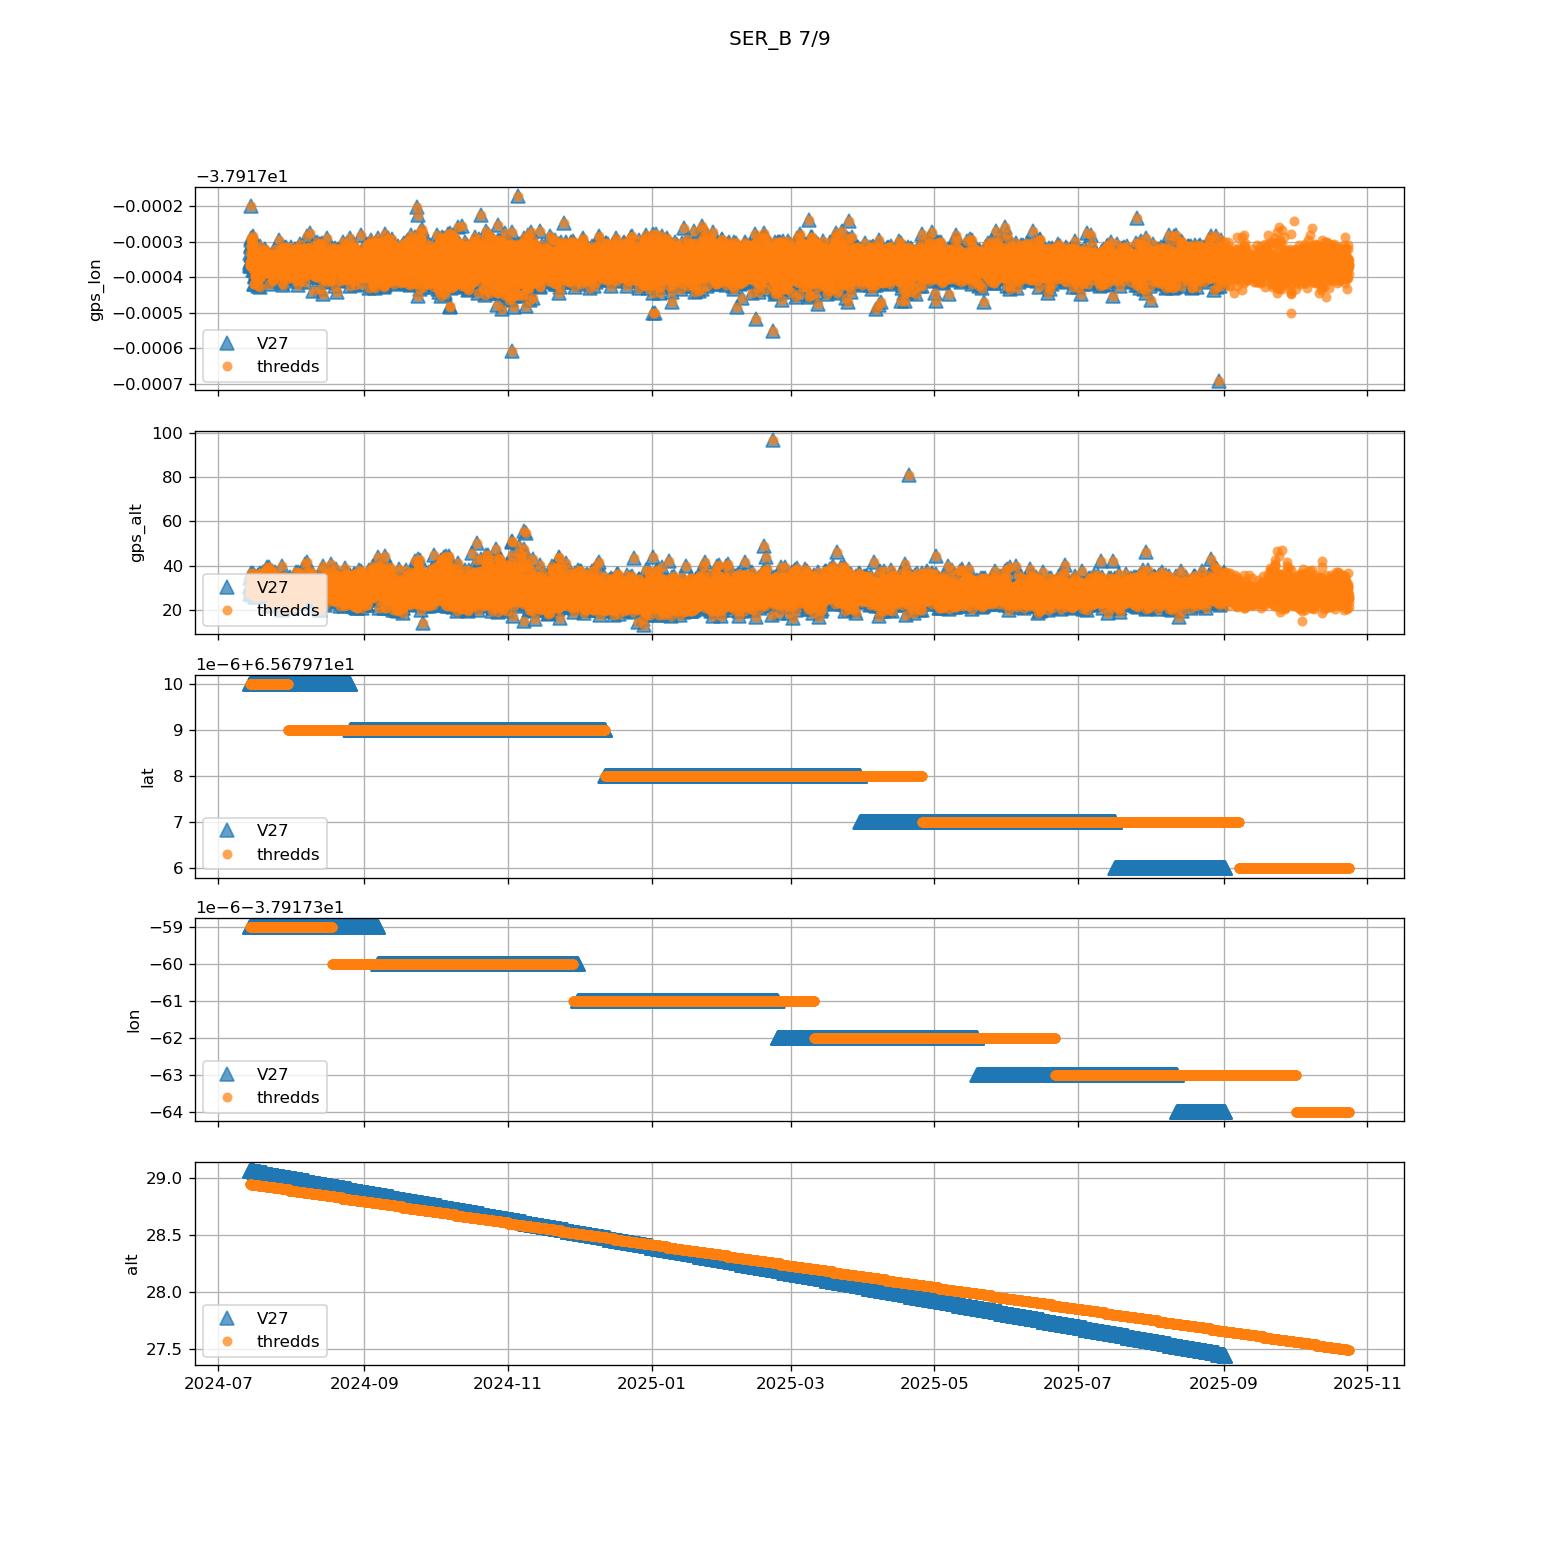 SER_B 7/9
−3.7917e1
−0.0002
−0.0003
−0.0004
−0.0005
−0.0006
−0.0007
gps_lon
V27
thredds
100
80
60
40
20
gps_alt
V27
thredds
1e−6+6.567971e1
10
9
8
7
6
lat
V27
thredds
1e−6−3.79173e1
−59
−60
−61
−62
−63
−64
lon
V27
thredds
29.0
28.5
28.0
27.5
alt
V27
thredds
2024-07 2024-09 2024-11 2025-01 2025-03 2025-05 2025-07 2025-09 2025-11